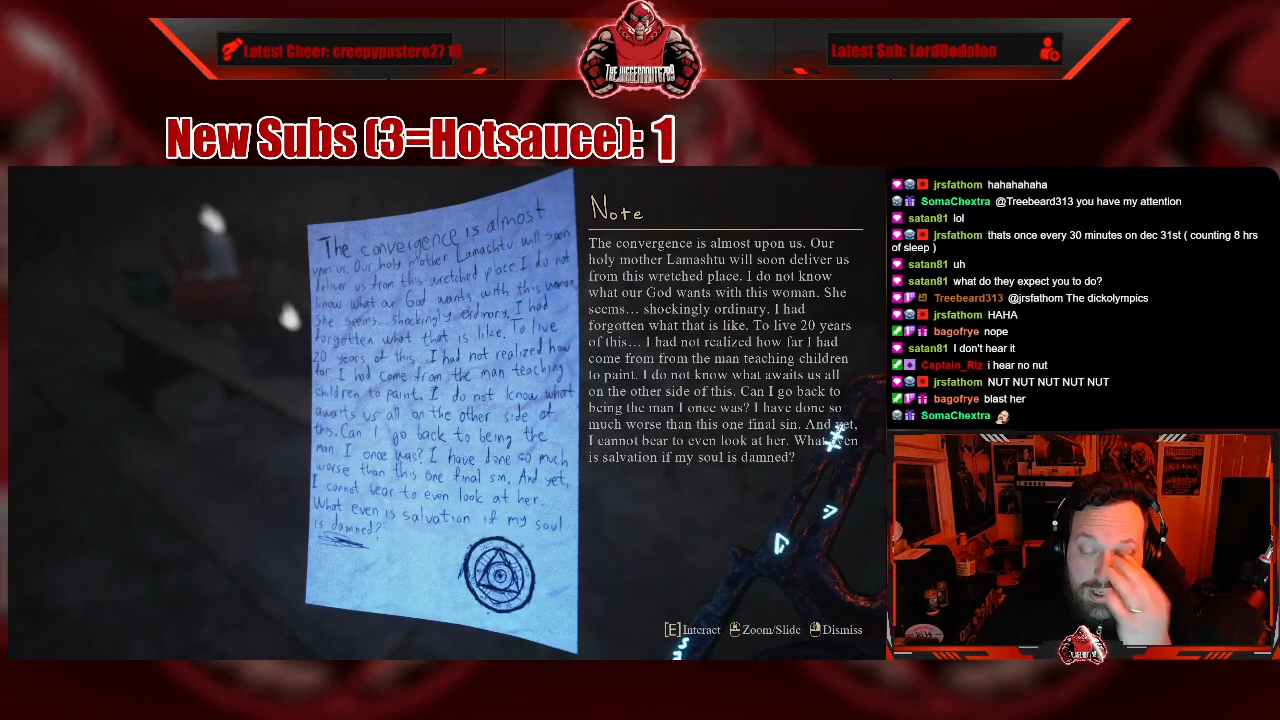 Latest Cheer: creepypastero27 10
THEJUGGERNAUT6789
Latest Sub: LordOodaloo
New Subs (3=Hotsauce): 1
The convergence is almost
upon us. Our holy mother Lamashtu will soon
deliver us from this wretched place. I do not
know what our God wants with this woman.
She seems... shockingly ordinary. I had
forgotten what that is like. To live
20 years of this... I had not realized how
far I had come from the man teaching
children to paint. I do not know what
awaits us all on the other side of
this. Can I go back to being the
man I once was? I have done so much
worse than this one final sin. And yet,
I cannot bear to even look at her.
What even is salvation if my soul
is damned?
Note
The convergence is almost upon us. Our
holy mother Lamashtu will soon deliver us
from this wretched place. I do not know
what our God wants with this woman. She
seems... shockingly ordinary. I had
forgotten what that is like. To live 20 years
of this... I had not realized how far I had
come from from the man teaching children
to paint. I do not know what awaits us all
on the other side of this. Can I go back to
being the man I once was? I have done so
much worse than this one final sin. And yet,
I cannot bear to even look at her. What even
is salvation if my soul is damned?
[E]Interact Zoom/Slide Dismiss
jrsfathom hahahahaha
SomaChextra @Treebeard313 you have my attention
satan81 lol
jrsfathom thats once every 30 minutes on dec 31st ( counting 8 hrs
of sleep )
satan81 uh
satan81 what do they expect you to do?
Treebeard313 @jrsfathom The dickolympics
jrsfathom HAHA
bagofrye nope
satan81 I don't hear it
Captain_Riz i hear no nut
jrsfathom NUT NUT NUT NUT NUT
bagofrye blast her
SomaChextra